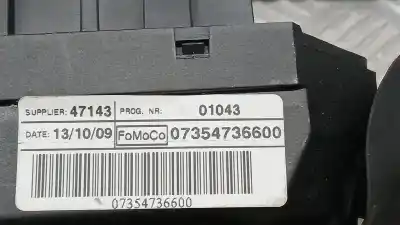 SUPPLIER: 47143 PROG. NR: 01043
DATE: 13/10/09 FoMoCo 07354736600
07354736600